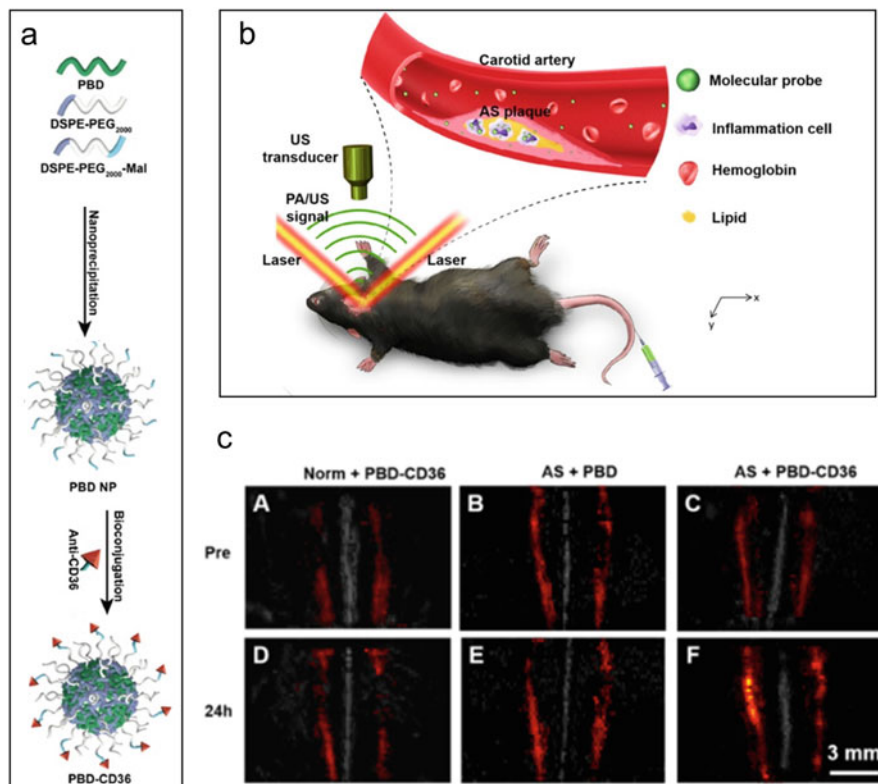 a
PBD
DSPE-PEG2000
DSPE-PEG2000-Mal
Nanoprecipitation
PBD NP
Anti-CD36
Bioconjugation
PBD-CD36
b
Carotid artery
AS plaque
US
transducer
PA/US
signal
Laser
Laser
Molecular probe
Inflammation cell
Hemoglobin
Lipid
x
y
c
Norm + PBD-CD36
AS + PBD
AS + PBD-CD36
Pre
A
B
C
24h
D
E
F
3 mm